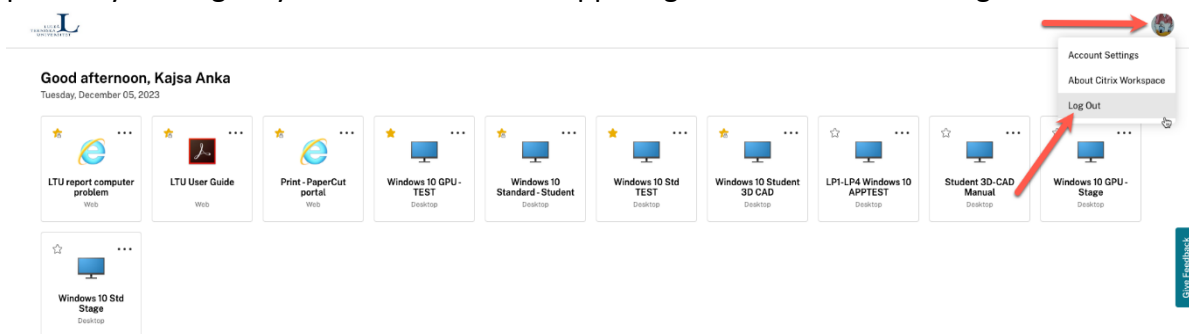 LULEÅ
TEKNISKA
UNIVERSITET
Account Settings
About Citrix Workspace
Log Out
Good afternoon, Kajsa Anka
Tuesday, December 05, 2023
LTU report computer
problem
Web
LTU User Guide
Web
Print - PaperCut
portal
Web
Windows 10 GPU -
TEST
Desktop
Windows 10
Standard - Student
Desktop
Windows 10 Std
TEST
Desktop
Windows 10 Student
3D CAD
Desktop
LP1-LP4 Windows 10
APPTEST
Desktop
Student 3D-CAD
Manual
Desktop
Windows 10 GPU -
Stage
Desktop
Windows 10 Std
Stage
Desktop
Give Feedback